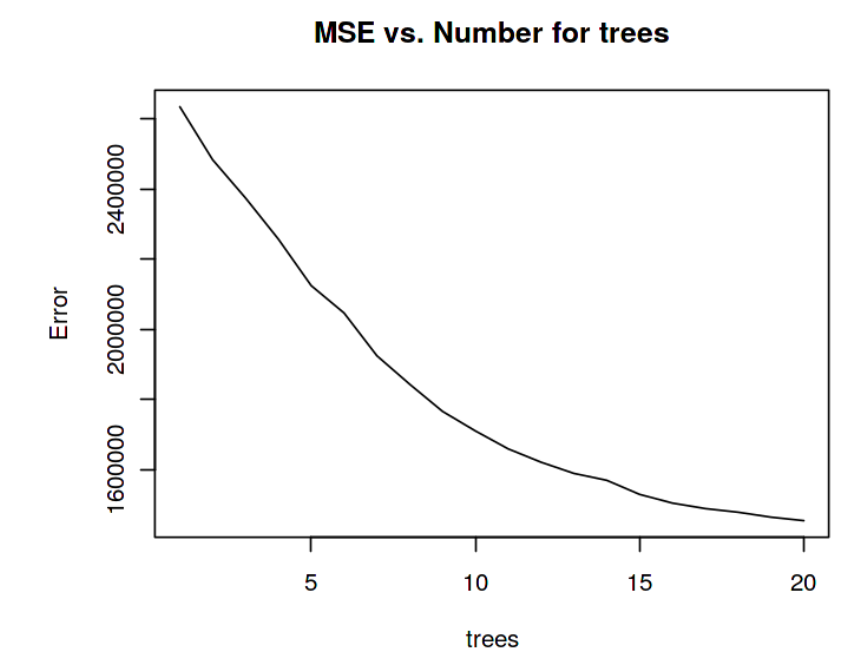 MSE vs. Number for trees
Error
2400000
2000000
1600000
5 10 15 20
trees